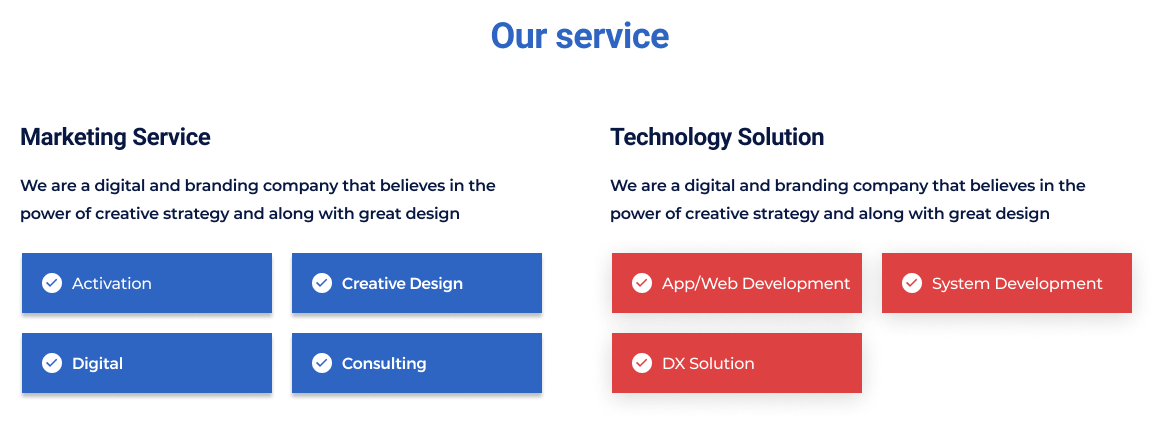 Our service
Marketing Service
We are a digital and branding company that believes in the
power of creative strategy and along with great design
Activation
Creative Design
Digital
Consulting
Technology Solution
We are a digital and branding company that believes in the
power of creative strategy and along with great design
App/Web Development
System Development
DX Solution